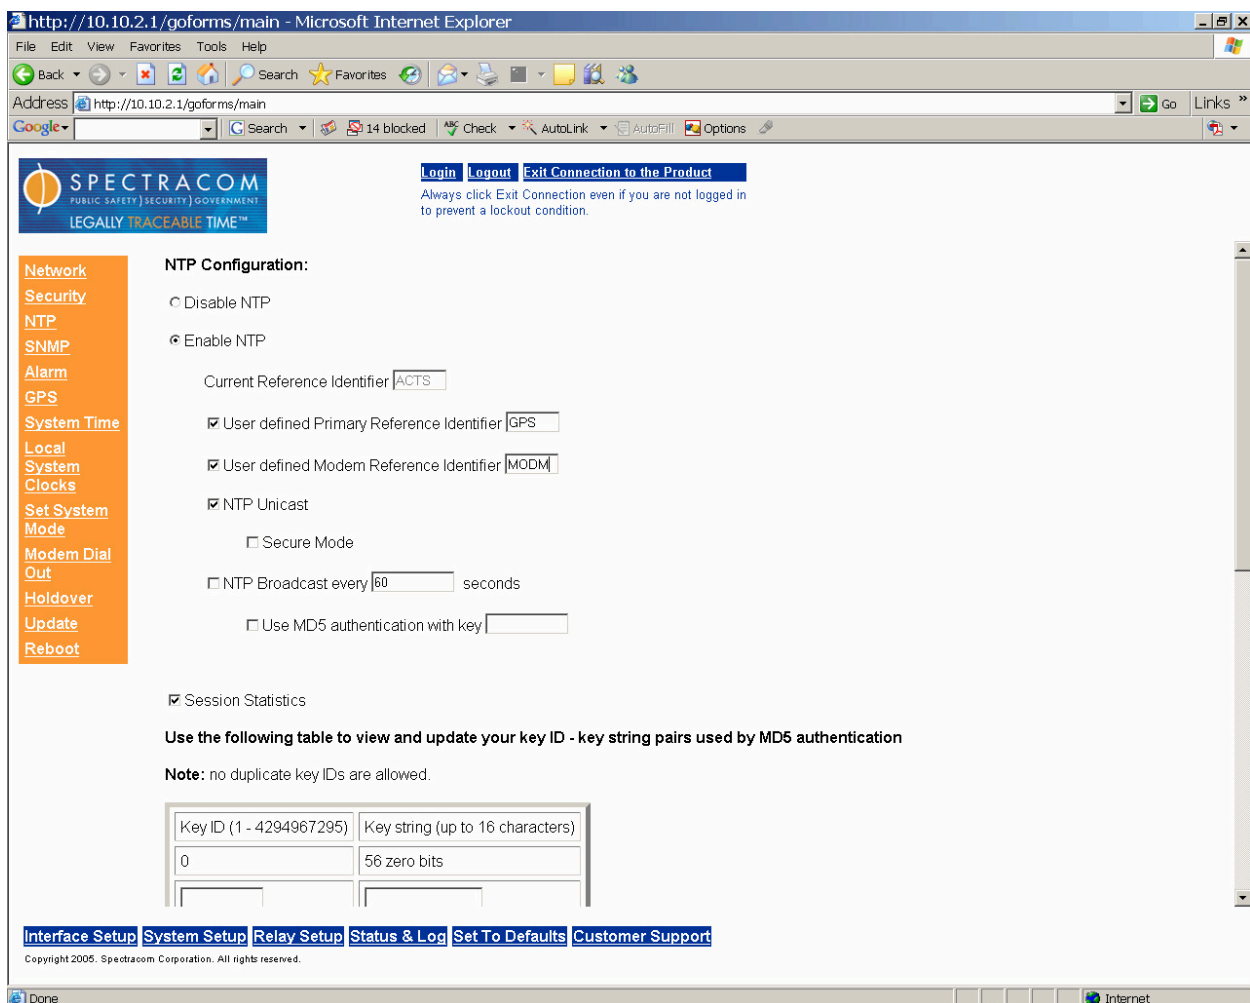 http://10.10.2.1/goforms/main - Microsoft Internet Explorer
File Edit View Favorites Tools Help
Back Search Favorites
Address http://10.10.2.1/goforms/main Go Links »
Google Search 14 blocked ABC Check AutoLink AutoFill Options
SPECTRACOM
PUBLIC SAFETY } SECURITY } GOVERNMENT
LEGALLY TRACEABLE TIME™
Login Logout Exit Connection to the Product
Always click Exit Connection even if you are not logged in
to prevent a lockout condition.
Network
Security
NTP
SNMP
Alarm
GPS
System Time
Local
System
Clocks
Set System
Mode
Modem Dial
Out
Holdover
Update
Reboot
NTP Configuration:
Disable NTP
Enable NTP
Current Reference Identifier ACTS
User defined Primary Reference Identifier GPS
User defined Modem Reference Identifier MODM
NTP Unicast
Secure Mode
NTP Broadcast every 60 seconds
Use MD5 authentication with key
Session Statistics
Use the following table to view and update your key ID - key string pairs used by MD5 authentication
Note: no duplicate key IDs are allowed.
Key ID (1 - 4294967295) Key string (up to 16 characters)
0 56 zero bits
Interface Setup System Setup Relay Setup Status & Log Set To Defaults Customer Support
Copyright 2005. Spectracom Corporation. All rights reserved.
Done Internet